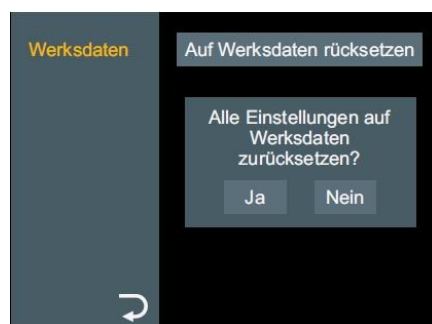 Werksdaten
Auf Werksdaten rücksetzen
Alle Einstellungen auf
Werksdaten
zurücksetzen?
Ja Nein